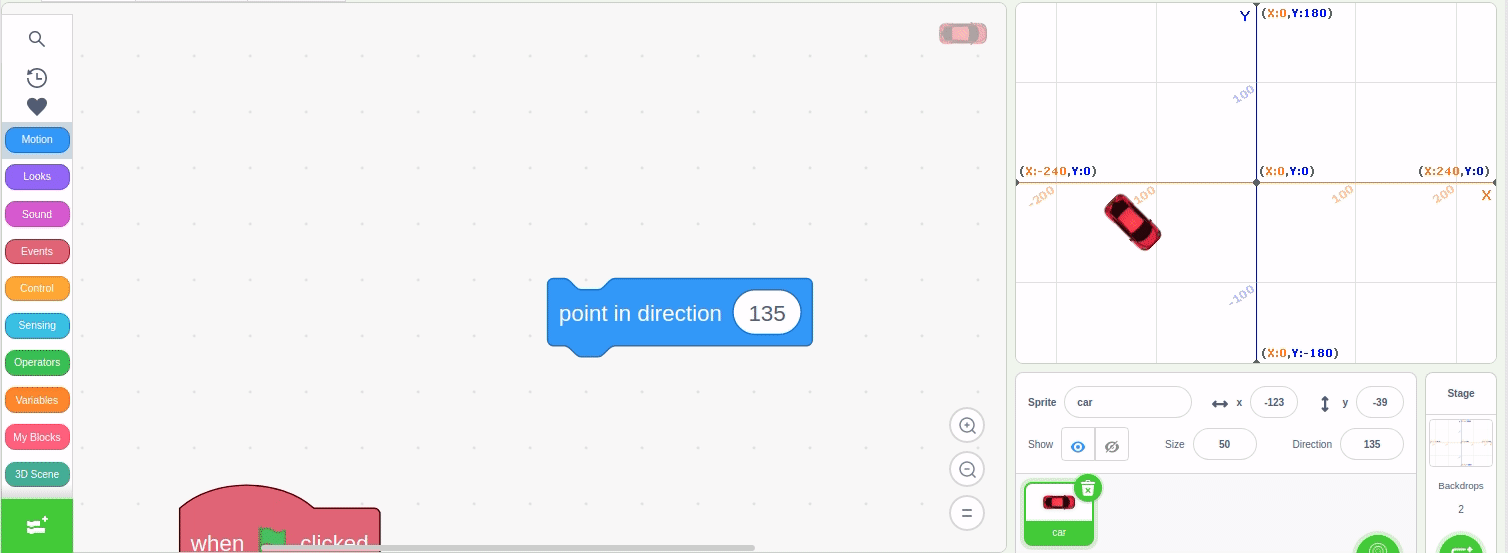 Motion
Looks
Sound
Events
Control
Sensing
Operators
Variables
My Blocks
3D Scene
point in direction 135
when clicked
=
Y
(X:0,Y:180)
100
(X:-240,Y:0)
(X:0,Y:0)
(X:240,Y:0)
-200
100
100
200
X
-100
(X:0,Y:-180)
Sprite car x -123 y -39
Show Size 50 Direction 135
car
Stage
Backdrops
2